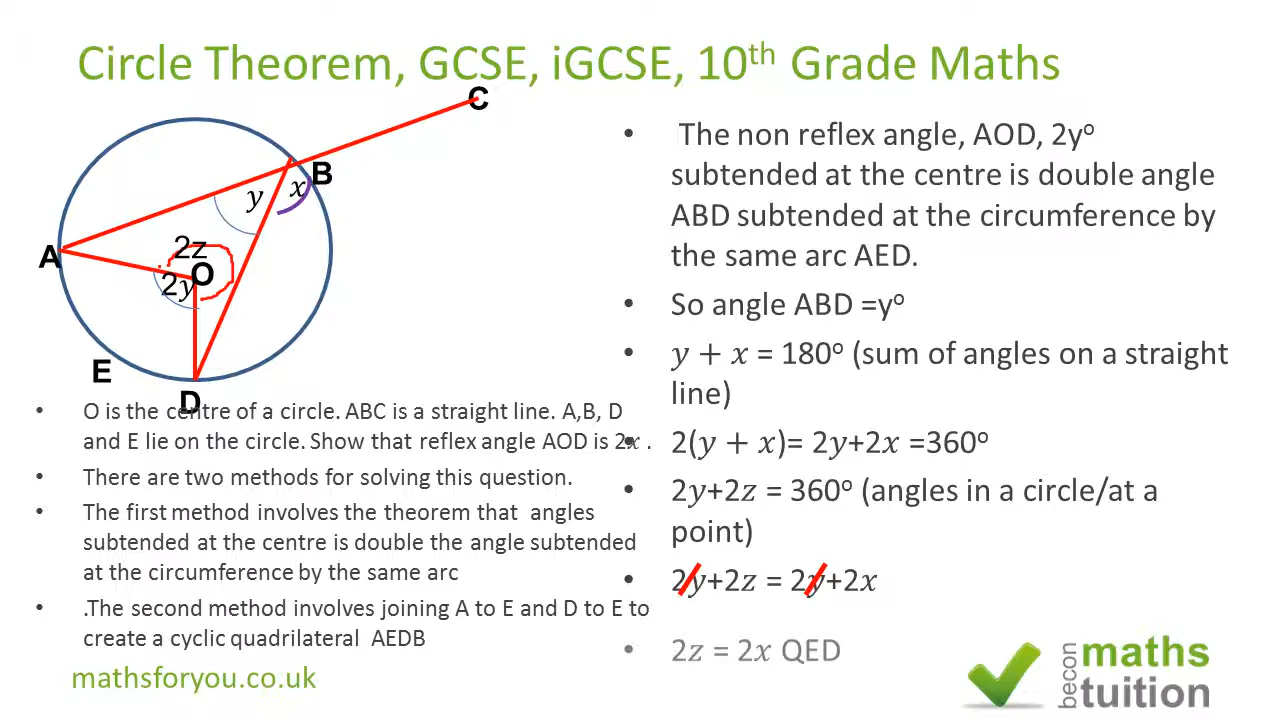 Circle Theorem, GCSE, iGCSE, 10th Grade Maths
C
B
y
x
A
2z
O
2y
E
D
• O is the centre of a circle. ABC is a straight line. A,B, D
and E lie on the circle. Show that reflex angle AOD is 2x .
• There are two methods for solving this question.
• The first method involves the theorem that angles
subtended at the centre is double the angle subtended
at the circumference by the same arc
• .The second method involves joining A to E and D to E to
create a cyclic quadrilateral AEDB
mathsforyou.co.uk
• The non reflex angle, AOD, 2yᵒ
subtended at the centre is double angle
ABD subtended at the circumference by
the same arc AED.
• So angle ABD =yᵒ
• y + x = 180ᵒ (sum of angles on a straight
line)
• 2(y + x)= 2y+2x =360ᵒ
• 2y+2z = 360ᵒ (angles in a circle/at a
point)
• 2y+2z = 2y+2x
• 2z = 2x QED
becon
maths
tuition